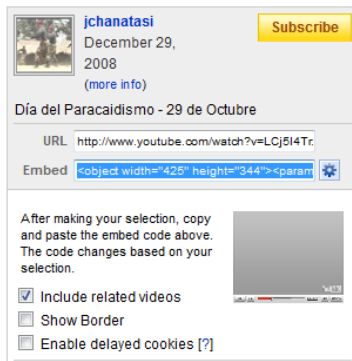 jchanatasi
Subscribe
December 29,
2008
(more info)
Día del Paracaidismo - 29 de Octubre
URL http://www.youtube.com/watch?v=LCj5I4Tr
Embed <object width="425" height="344"><param
After making your selection, copy
and paste the embed code above.
The code changes based on your
selection.
Include related videos
Show Border
Enable delayed cookies [?]